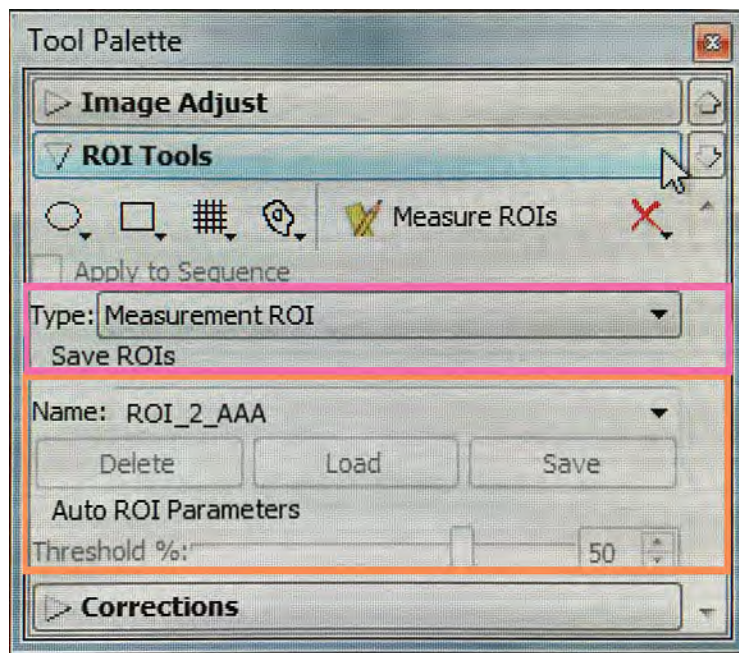 Tool Palette
Image Adjust
ROI Tools
Measure ROIs
Apply to Sequence
Type: Measurement ROI
Save ROIs
Name: ROI_2_AAA
Delete Load Save
Auto ROI Parameters
Threshold %: 50
Corrections